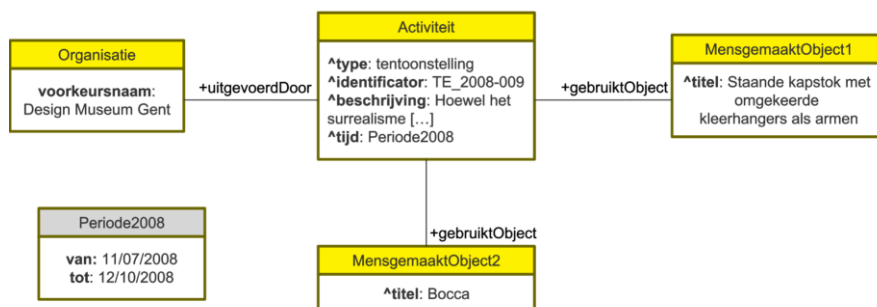 Activiteit
^type: tentoonstelling
^identificator: TE_2008-009
^beschrijving: Hoewel het
surrealisme [...]
^tijd: Periode2008
Organisatie
voorkeursnaam:
Design Museum Gent
+uitgevoerdDoor
+gebruiktObject
MensgemaaktObject1
^titel: Staande kapstok met
omgekeerde
kleerhangers als armen
Periode2008
van: 11/07/2008
tot: 12/10/2008
+gebruiktObject
MensgemaaktObject2
^titel: Bocca